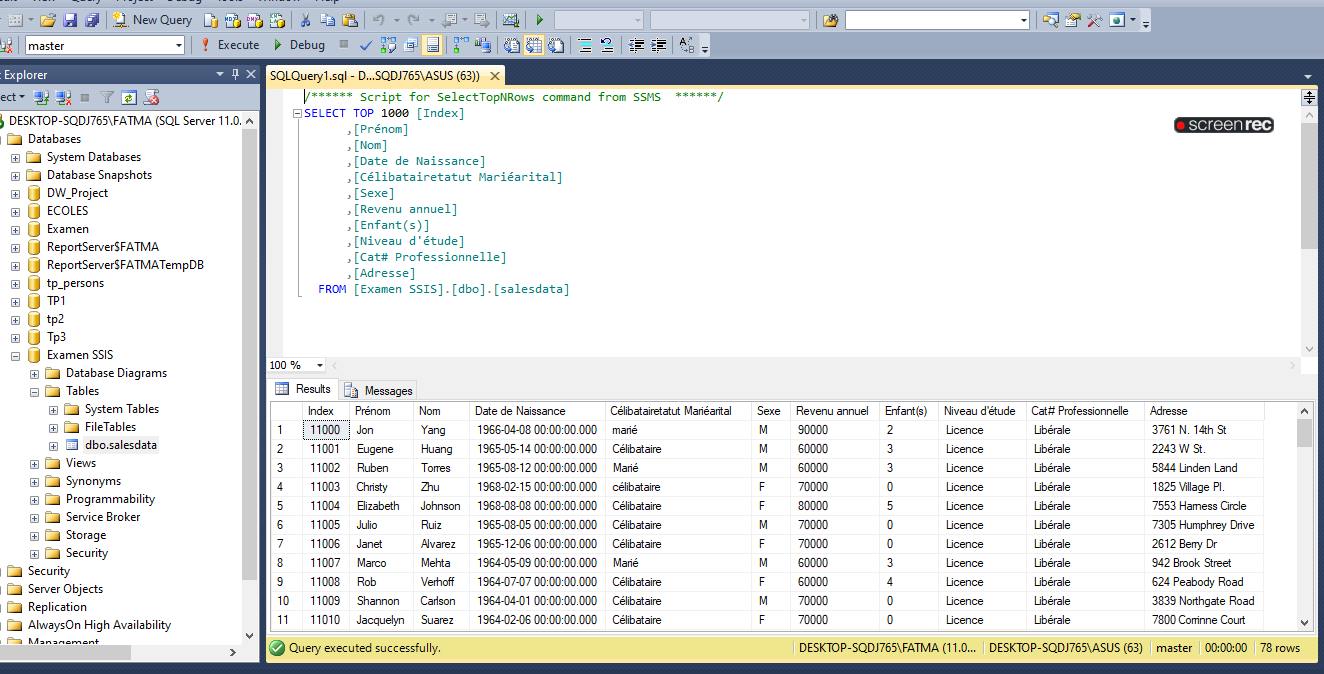 New Query
master
Execute
Debug
Explorer
ect
DESKTOP-SQDJ765\FATMA (SQL Server 11.0.
Databases
System Databases
Database Snapshots
DW_Project
ECOLES
Examen
ReportServer$FATMA
ReportServer$FATMATempDB
tp_persons
TP1
tp2
Tp3
Examen SSIS
Database Diagrams
Tables
System Tables
FileTables
dbo.salesdata
Views
Synonyms
Programmability
Service Broker
Storage
Security
Security
Server Objects
Replication
AlwaysOn High Availability
Management
SQLQuery1.sql - D...SQDJ765\ASUS (63))
/****** Script for SelectTopNRows command from SSMS ******/
SELECT TOP 1000 [Index]
,[Prénom]
,[Nom]
,[Date de Naissance]
,[Célibatairetatut Mariéarital]
,[Sexe]
,[Revenu annuel]
,[Enfant(s)]
,[Niveau d'étude]
,[Cat# Professionnelle]
,[Adresse]
FROM [Examen SSIS].[dbo].[salesdata]
screenrec
100 %
Results Messages
Index Prénom Nom Date de Naissance Célibatairetatut Mariéarital Sexe Revenu annuel Enfant(s) Niveau d'étude Cat# Professionnelle Adresse
1 11000 Jon Yang 1966-04-08 00:00:00.000 marié M 90000 2 Licence Libérale 3761 N. 14th St
2 11001 Eugene Huang 1965-05-14 00:00:00.000 Célibataire M 60000 3 Licence Libérale 2243 W St.
3 11002 Ruben Torres 1965-08-12 00:00:00.000 Marié M 60000 3 Licence Libérale 5844 Linden Land
4 11003 Christy Zhu 1968-02-15 00:00:00.000 célibataire F 70000 0 Licence Libérale 1825 Village Pl.
5 11004 Elizabeth Johnson 1968-08-08 00:00:00.000 Célibataire F 80000 5 Licence Libérale 7553 Harness Circle
6 11005 Julio Ruiz 1965-08-05 00:00:00.000 Célibataire M 70000 0 Licence Libérale 7305 Humphrey Drive
7 11006 Janet Alvarez 1965-12-06 00:00:00.000 Célibataire F 70000 0 Licence Libérale 2612 Berry Dr
8 11007 Marco Mehta 1964-05-09 00:00:00.000 Marié M 60000 3 Licence Libérale 942 Brook Street
9 11008 Rob Verhoff 1964-07-07 00:00:00.000 Célibataire F 60000 4 Licence Libérale 624 Peabody Road
10 11009 Shannon Carlson 1964-04-01 00:00:00.000 Célibataire M 70000 0 Licence Libérale 3839 Northgate Road
11 11010 Jacquelyn Suarez 1964-02-06 00:00:00.000 Célibataire F 70000 0 Licence Libérale 7800 Corrinne Court
Query executed successfully. DESKTOP-SQDJ765\FATMA (11.0... DESKTOP-SQDJ765\ASUS (63) master 00:00:00 78 rows